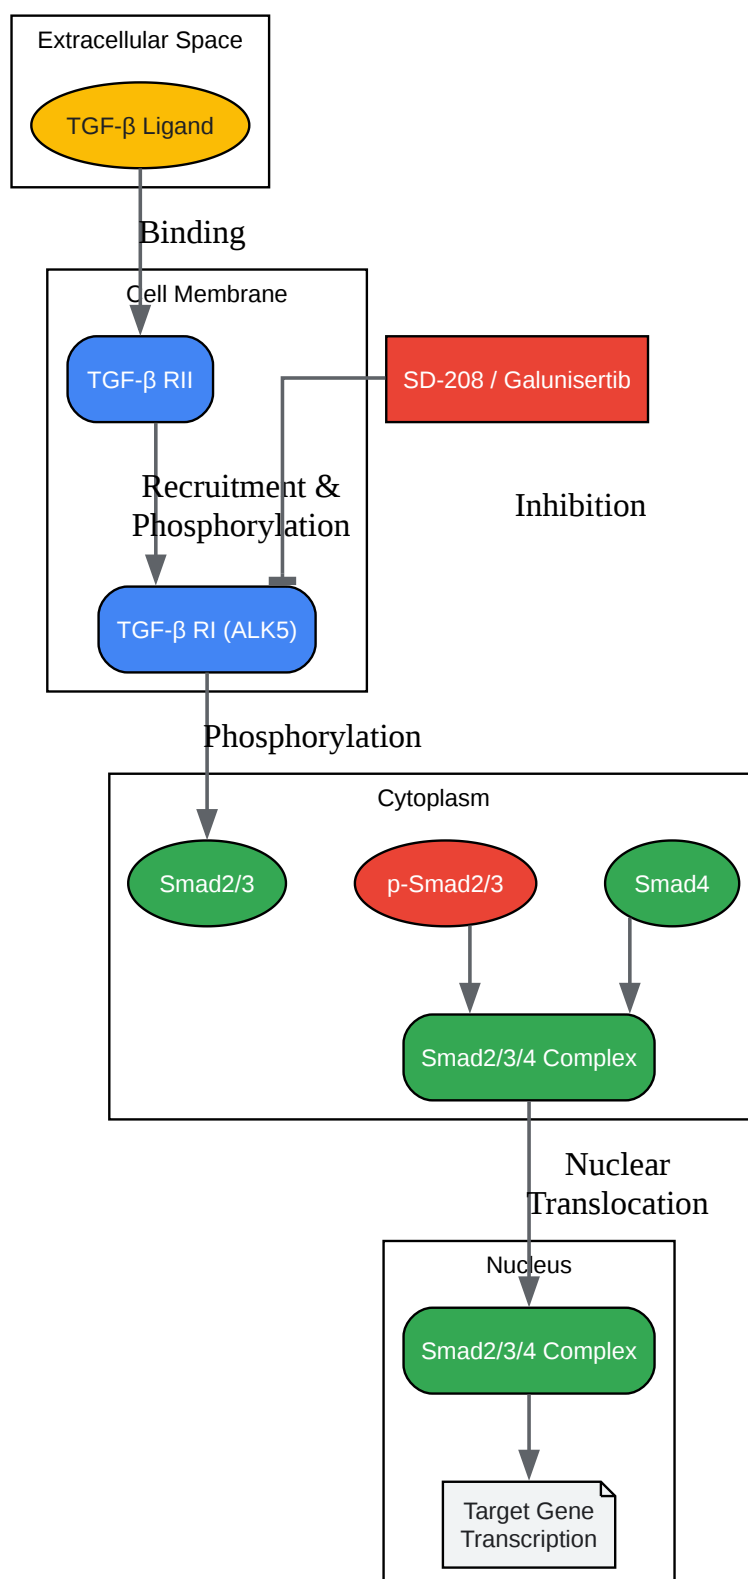 Extracellular Space
TGF-β Ligand
Binding
Cell Membrane
TGF-β RII
SD-208 / Galunisertib
Recruitment &
Phosphorylation
Inhibition
TGF-β RI (ALK5)
Phosphorylation
Cytoplasm
Smad2/3
p-Smad2/3
Smad4
Smad2/3/4 Complex
Nuclear
Translocation
Nucleus
Smad2/3/4 Complex
Target Gene
Transcription